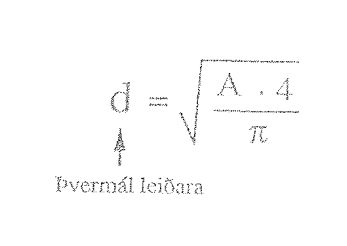 d = √(A · 4 / π)
Þvermál leiðara